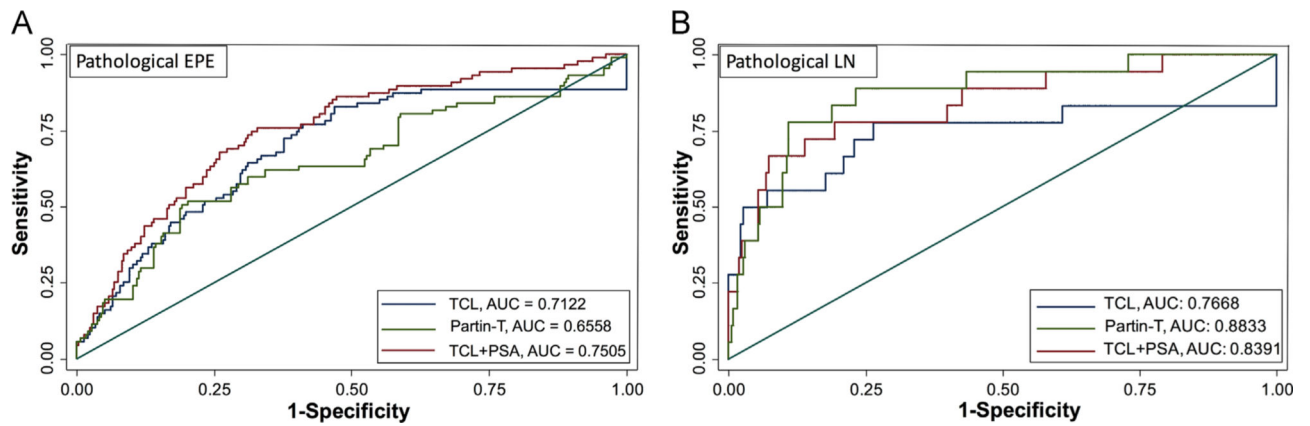 A
Pathological EPE
Sensitivity
1.00
0.75
0.50
0.25
0.00
TCL, AUC = 0.7122
Partin-T, AUC = 0.6558
TCL+PSA, AUC = 0.7505
0.00 0.25 0.50 0.75 1.00
1-Specificity
B
Pathological LN
Sensitivity
1.00
0.75
0.50
0.25
0.00
TCL, AUC: 0.7668
Partin-T, AUC: 0.8833
TCL+PSA, AUC: 0.8391
0.00 0.25 0.50 0.75 1.00
1-Specificity